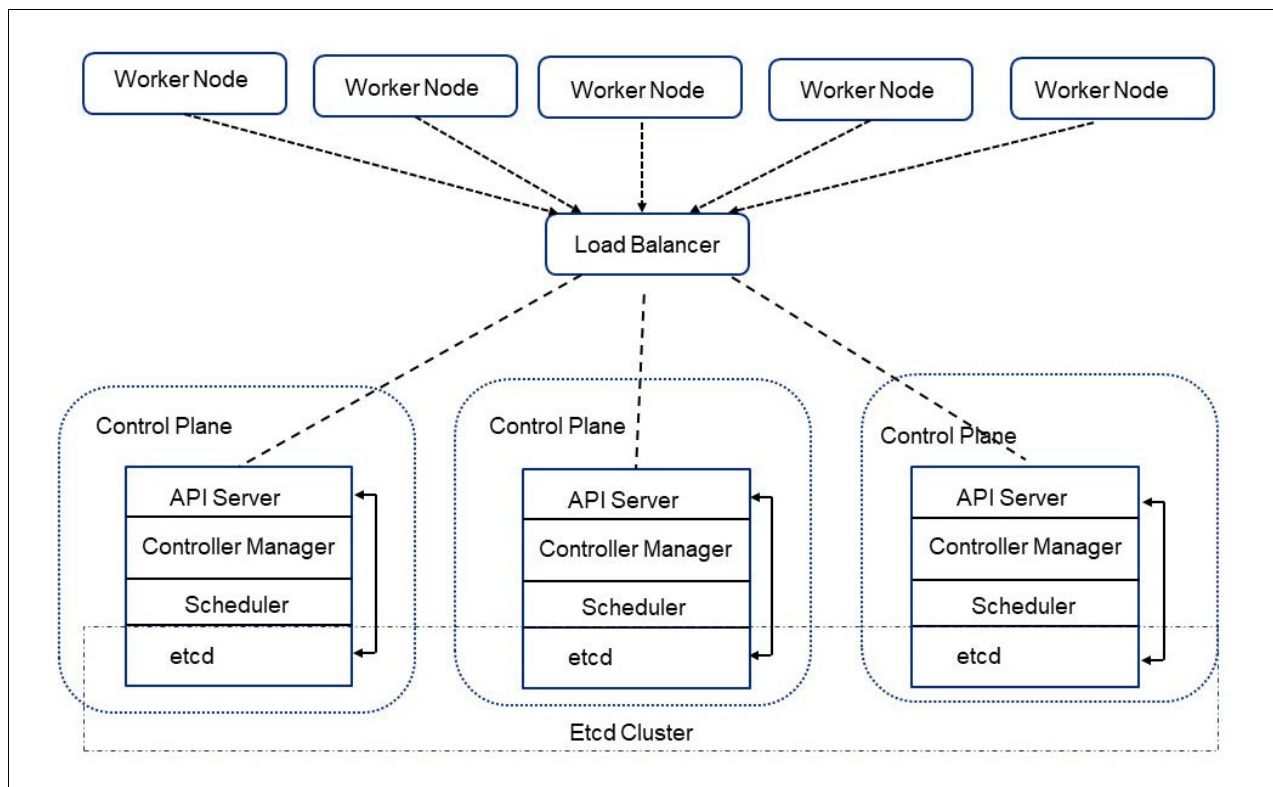 Worker Node
Worker Node
Worker Node
Worker Node
Worker Node
Load Balancer
Control Plane
API Server
Controller Manager
Scheduler
etcd
Control Plane
API Server
Controller Manager
Scheduler
etcd
Control Plane
API Server
Controller Manager
Scheduler
etcd
Etcd Cluster